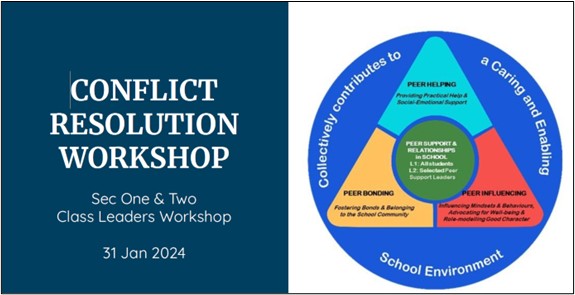 CONFLICT
RESOLUTION
WORKSHOP
Sec One & Two
Class Leaders Workshop
31 Jan 2024
Collectively contributes to
a Caring and Enabling
School Environment
PEER HELPING
Providing Practical Help &
Social-Emotional Support
PEER SUPPORT &
RELATIONSHIPS
in SCHOOL
L1: All students
L2: Selected Peer
Support Leaders
PEER BONDING
Fostering Bonds & Belonging
to the School Community
PEER INFLUENCING
Influencing Mindsets & Behaviours,
Advocating for Well-being &
Role-modeling Good Character